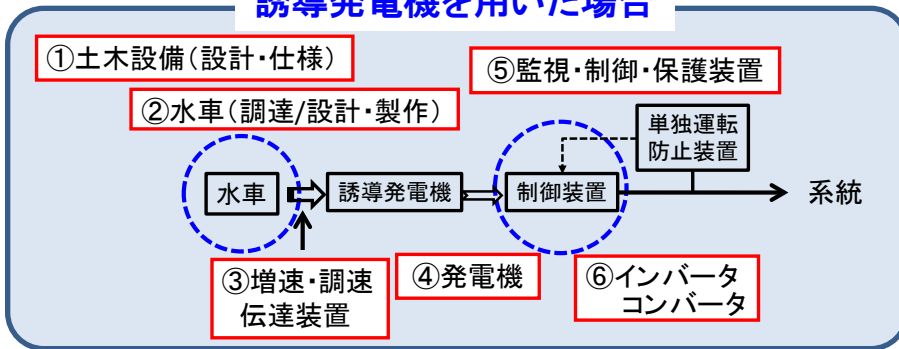 誘導発電機を用いた場合
①土木設備(設計・仕様)
⑤監視・制御・保護装置
②水車(調達/設計・製作)
単独運転
防止装置
水車
誘導発電機
制御装置
系統
③増速・調速
伝達装置
④発電機
⑥インバータ
コンバータ